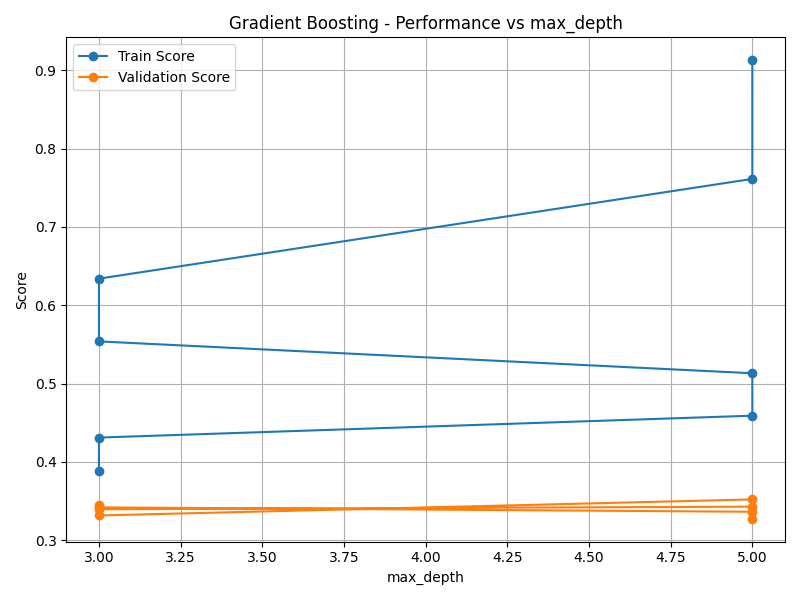 Gradient Boosting - Performance vs max_depth
Train Score
Validation Score
0.9
0.8
0.7
0.6
0.5
0.4
0.3
Score
3.00 3.25 3.50 3.75 4.00 4.25 4.50 4.75 5.00
max_depth